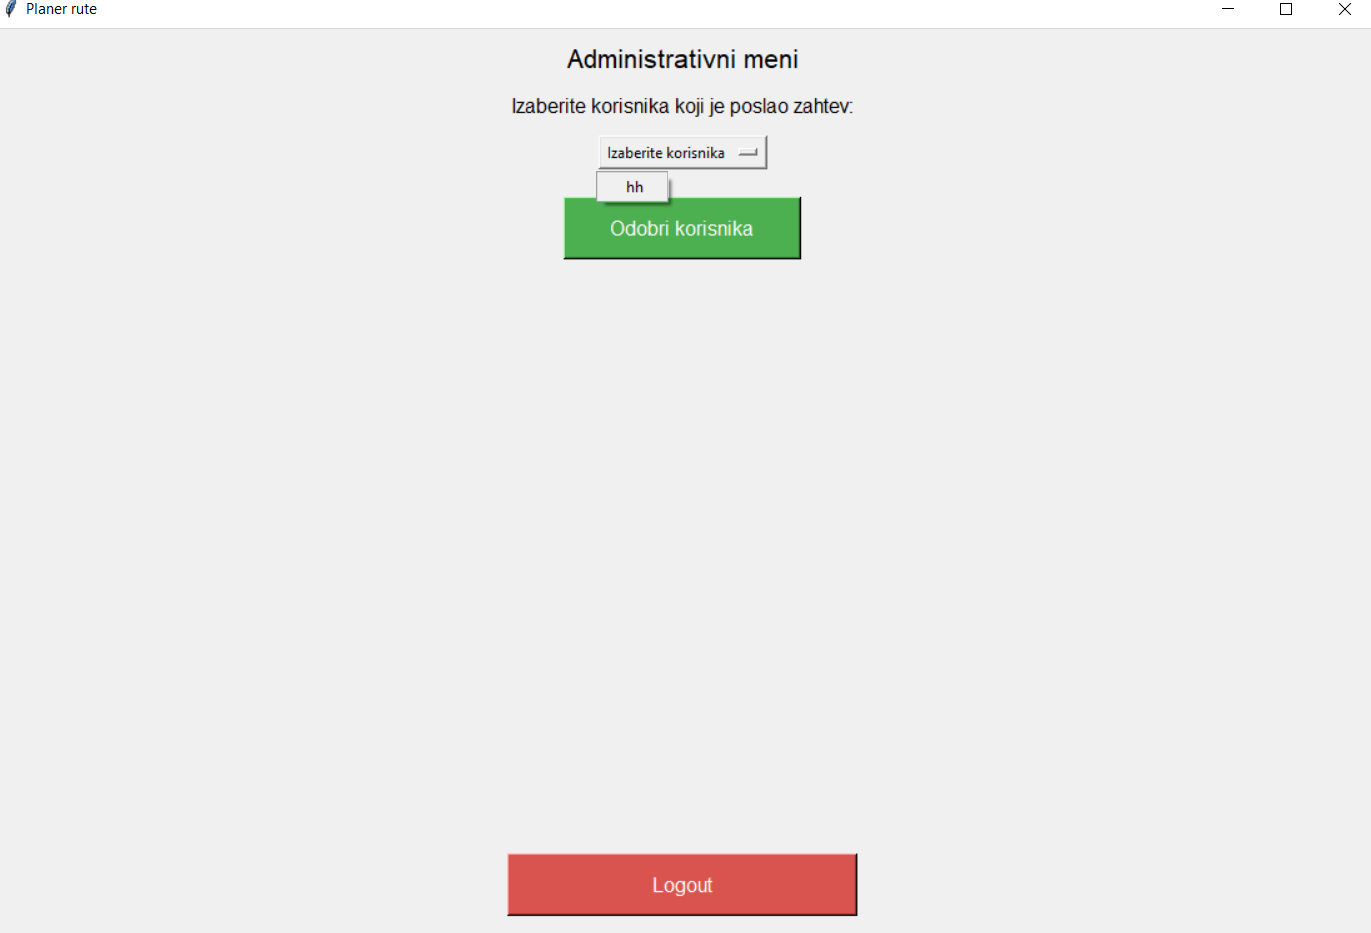 Planer rute
Administrativni meni
Izaberite korisnika koji je poslao zahtev:
Izaberite korisnika
hh
Odobri korisnika
Logout